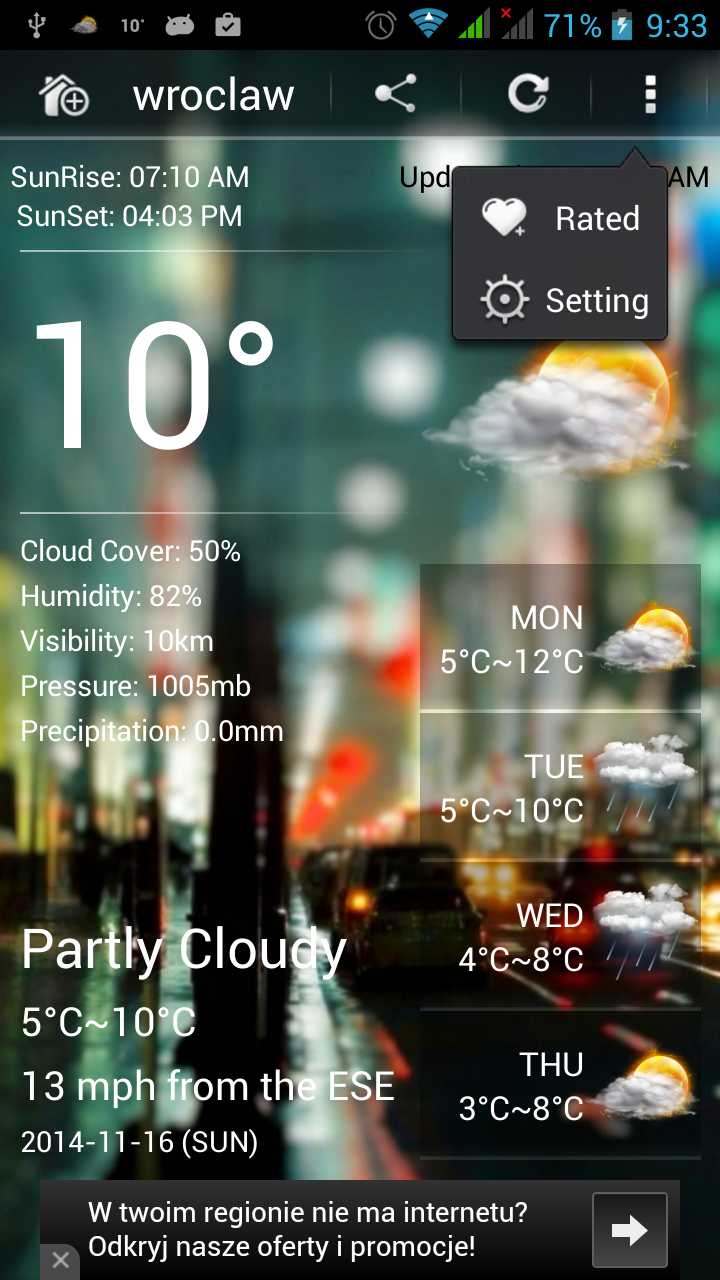 10°
71%
9:33
wroclaw
SunRise: 07:10 AM
Upd
AM
SunSet: 04:03 PM
Rated
Setting
10°
Cloud Cover: 50%
Humidity: 82%
Visibility: 10km
Pressure: 1005mb
Precipitation: 0.0mm
MON
5°C~12°C
TUE
5°C~10°C
WED
4°C~8°C
THU
3°C~8°C
Partly Cloudy
5°C~10°C
13 mph from the ESE
2014-11-16 (SUN)
W twoim regionie nie ma internetu?
Odkryj nasze oferty i promocje!